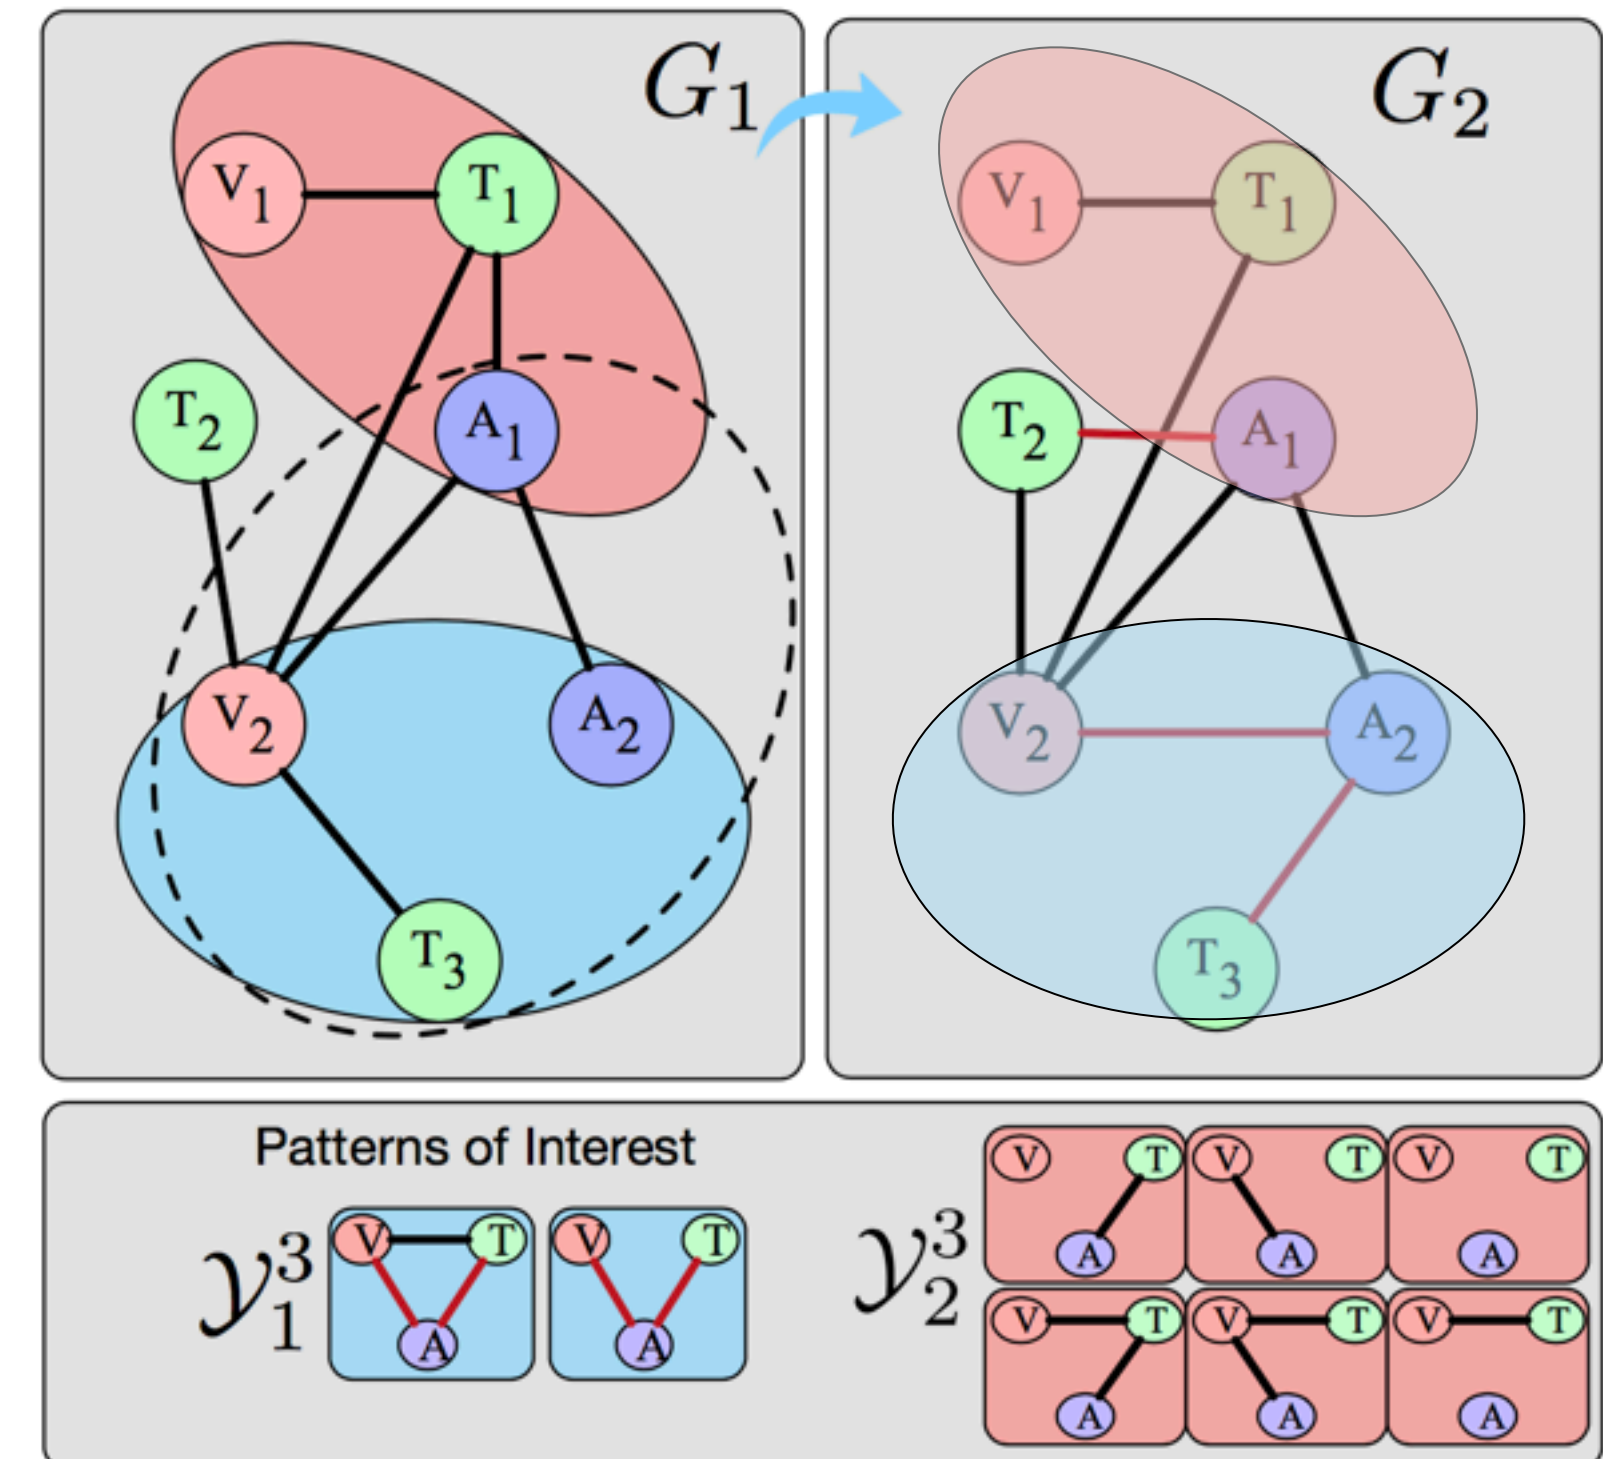 G1
V1
T1
T2
A1
V2
A2
T3
G2
V1
T1
T2
A1
V2
A2
T3
Patterns of Interest
𝒴₁³
V T
A
V T
A
𝒴₂³
V T V T V T
A A A
V T V T V T
A A A